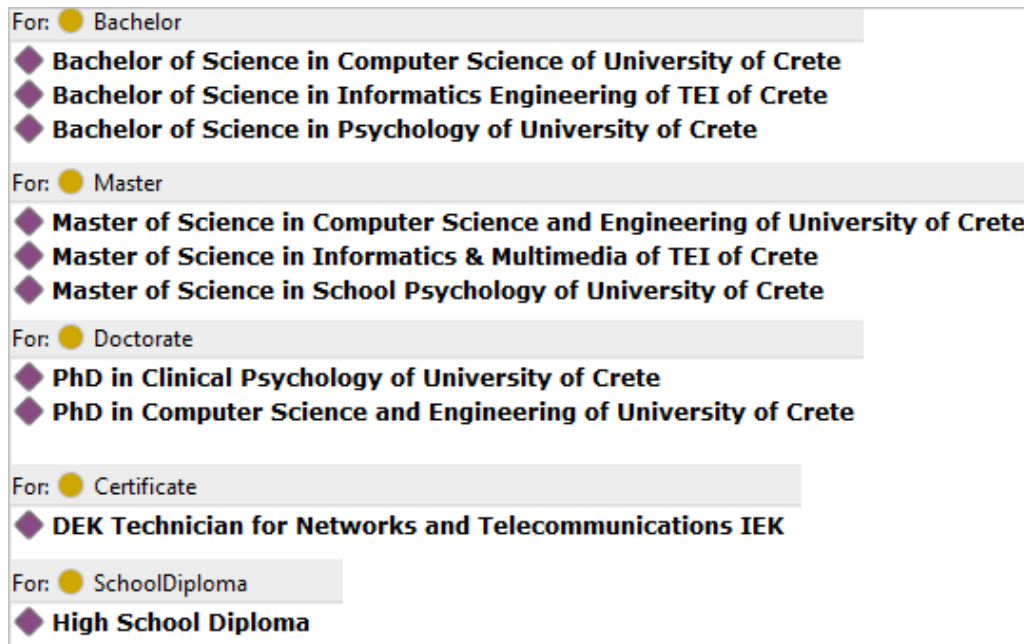 For: Bachelor
Bachelor of Science in Computer Science of University of Crete
Bachelor of Science in Informatics Engineering of TEI of Crete
Bachelor of Science in Psychology of University of Crete
For: Master
Master of Science in Computer Science and Engineering of University of Crete
Master of Science in Informatics & Multimedia of TEI of Crete
Master of Science in School Psychology of University of Crete
For: Doctorate
PhD in Clinical Psychology of University of Crete
PhD in Computer Science and Engineering of University of Crete
For: Certificate
DEK Technician for Networks and Telecommunications IEK
For: SchoolDiploma
High School Diploma